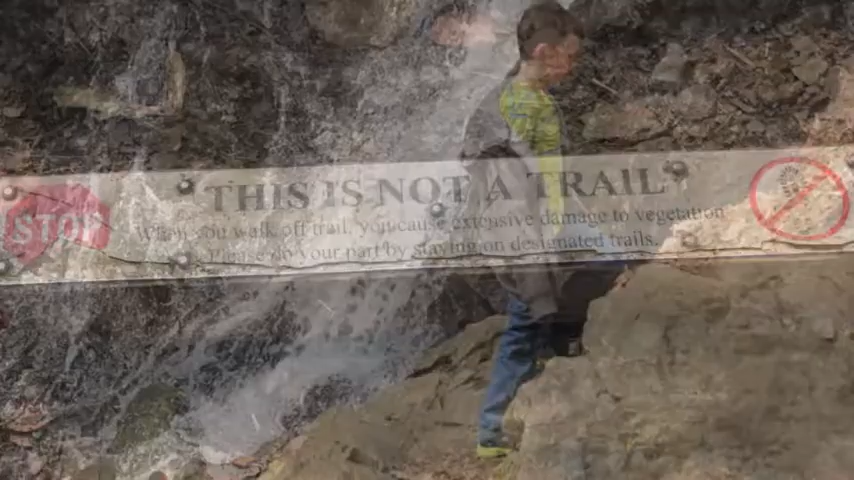 THIS IS NOT A TRAIL
STOP
When you walk off trail, you cause extensive damage to vegetation
Please do your part by staying on designated trails.